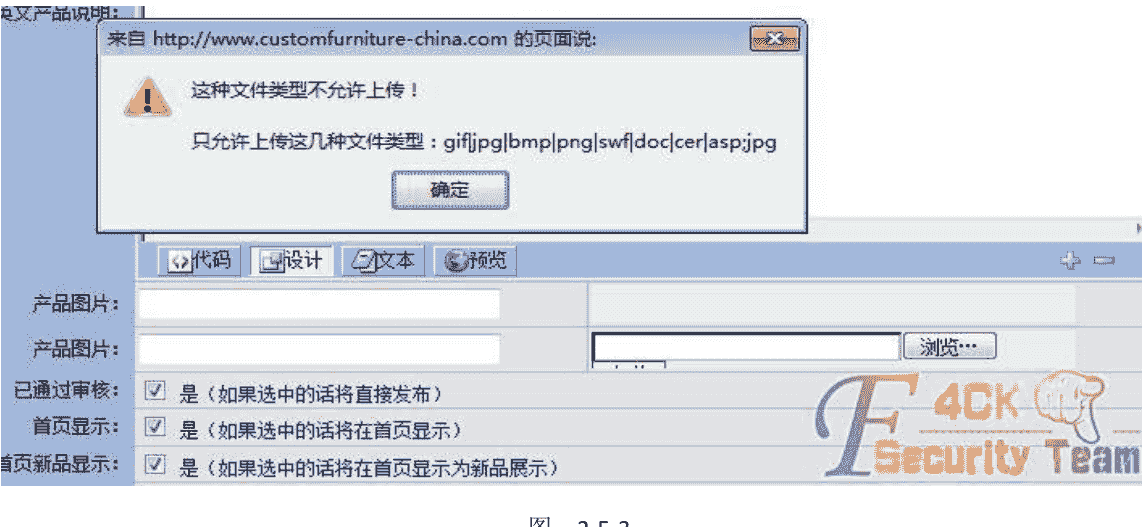 英文产品说明:
来自 http://www.customfurniture-china.com 的页面说:
这种文件类型不允许上传！
只允许上传这几种文件类型：gif|jpg|bmp|png|swf|doc|cer|asp;jpg
确定
代码 设计 文本 预览
产品图片：
产品图片： 浏览…
已通过审核： 是（如果选中的话将直接发布）
首页显示： 是（如果选中的话将在首页显示）
首页新品显示： 是（如果选中的话将在首页显示为新品展示）
F4CK
Security Team
图 2-5-3